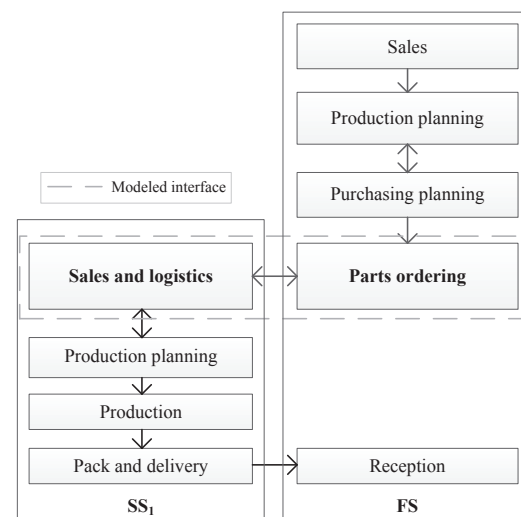 Sales
Production planning
Purchasing planning
Modeled interface
Sales and logistics
Parts ordering
Production planning
Production
Pack and delivery
Reception
SS₁
FS